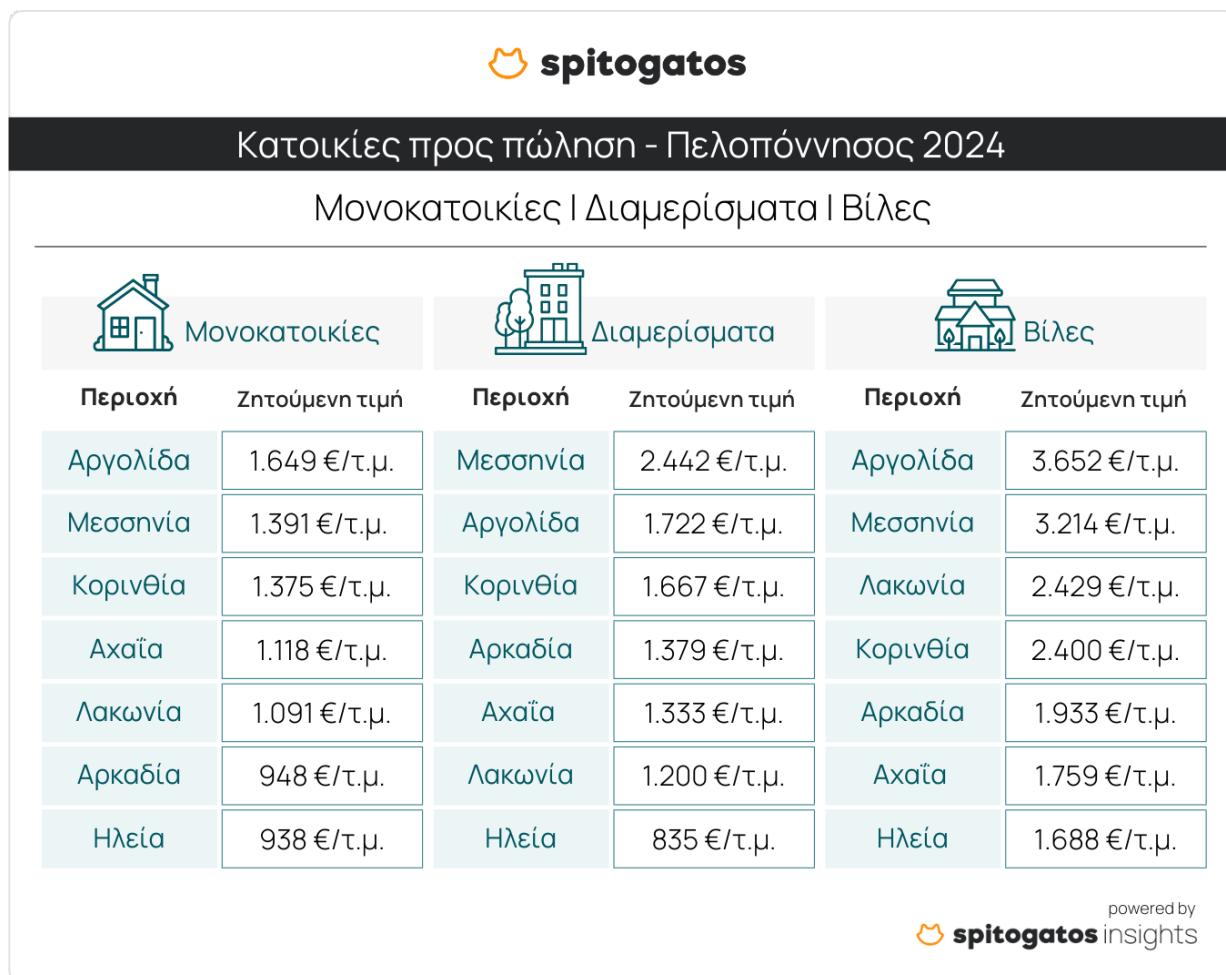 spitogatos
Κατοικίες προς πώληση - Πελοπόννησος 2024
Μονοκατοικίες | Διαμερίσματα | Βίλες
Μονοκατοικίες Διαμερίσματα Βίλες
Περιοχή Ζητούμενη τιμή Περιοχή Ζητούμενη τιμή Περιοχή Ζητούμενη τιμή
Αργολίδα 1.649 €/τ.μ. Μεσσηνία 2.442 €/τ.μ. Αργολίδα 3.652 €/τ.μ.
Μεσσηνία 1.391 €/τ.μ. Αργολίδα 1.722 €/τ.μ. Μεσσηνία 3.214 €/τ.μ.
Κορινθία 1.375 €/τ.μ. Κορινθία 1.667 €/τ.μ. Λακωνία 2.429 €/τ.μ.
Αχαΐα 1.118 €/τ.μ. Αρκαδία 1.379 €/τ.μ. Κορινθία 2.400 €/τ.μ.
Λακωνία 1.091 €/τ.μ. Αχαΐα 1.333 €/τ.μ. Αρκαδία 1.933 €/τ.μ.
Αρκαδία 948 €/τ.μ. Λακωνία 1.200 €/τ.μ. Αχαΐα 1.759 €/τ.μ.
Ηλεία 938 €/τ.μ. Ηλεία 835 €/τ.μ. Ηλεία 1.688 €/τ.μ.
powered by
spitogatos insights